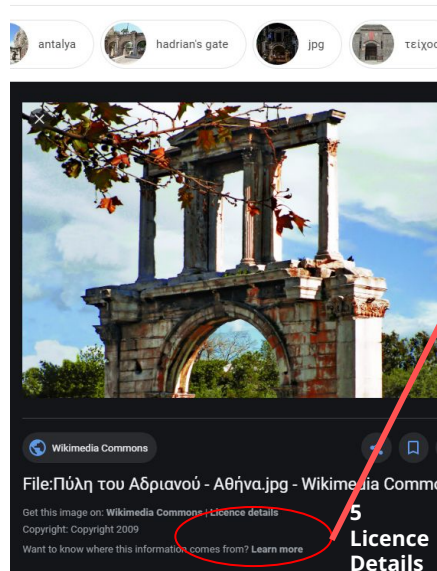 antalya
hadrian's gate
jpg
τείχος
Wikimedia Commons
File:Πύλη του Αδριανού - Αθήνα.jpg - Wikimedia Commo
Get this image on: Wikimedia Commons | Licence details
Copyright: Copyright 2009
Want to know where this information comes from? Learn more
5
Licence
Details